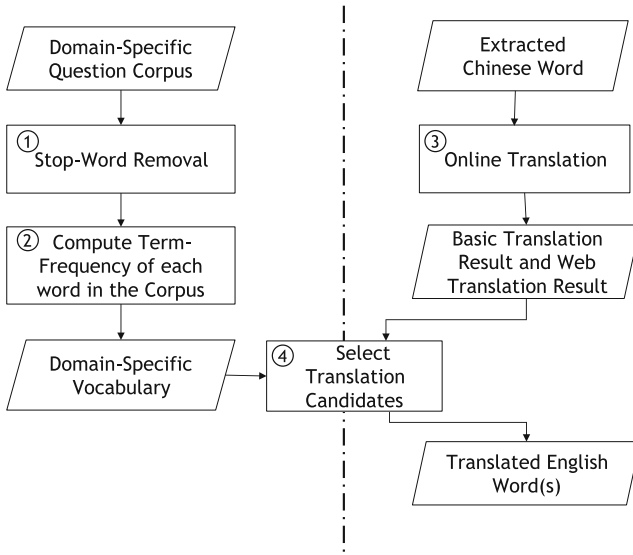 Domain-Specific
Question Corpus
1
Stop-Word Removal
2
Compute Term-
Frequency of each
word in the Corpus
Domain-Specific
Vocabulary
Extracted
Chinese Word
3
Online Translation
Basic Translation
Result and Web
Translation Result
4
Select
Translation
Candidates
Translated English
Word(s)